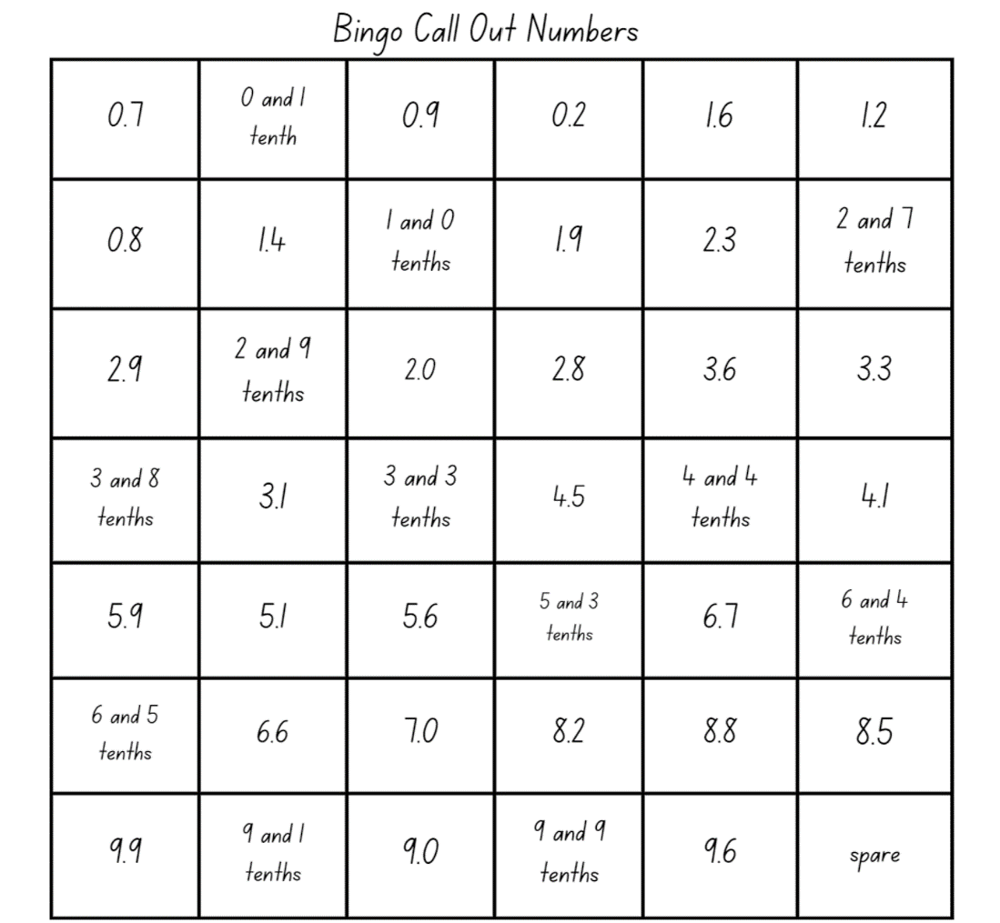 Bingo Call Out Numbers
0.7
0 and 1
tenth
0.9
0.2
1.6
1.2
0.8
1.4
1 and 0
tenths
1.9
2.3
2 and 7
tenths
2.9
2 and 9
tenths
2.0
2.8
3.6
3.3
3 and 8
tenths
3.1
3 and 3
tenths
4.5
4 and 4
tenths
4.1
5.9
5.1
5.6
5 and 3
tenths
6.7
6 and 4
tenths
6 and 5
tenths
6.6
7.0
8.2
8.8
8.5
9.9
9 and 1
tenths
9.0
9 and 9
tenths
9.6
spare